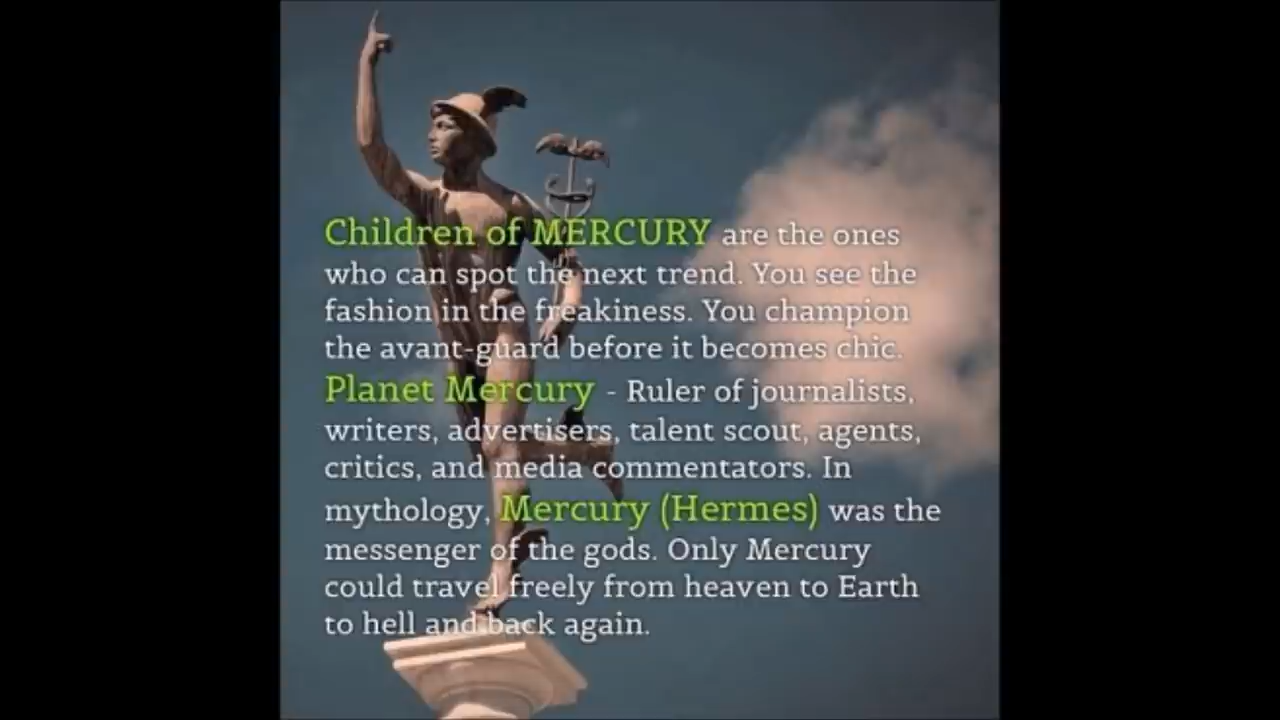 Children of MERCURY are the ones
who can spot the next trend. You see the
fashion in the freakiness. You champion
the avant-guard before it becomes chic.
Planet Mercury - Ruler of journalists,
writers, advertisers, talent scout, agents,
critics, and media commentators. In
mythology, Mercury (Hermes) was the
messenger of the gods. Only Mercury
could travel freely from heaven to Earth
to hell and back again.